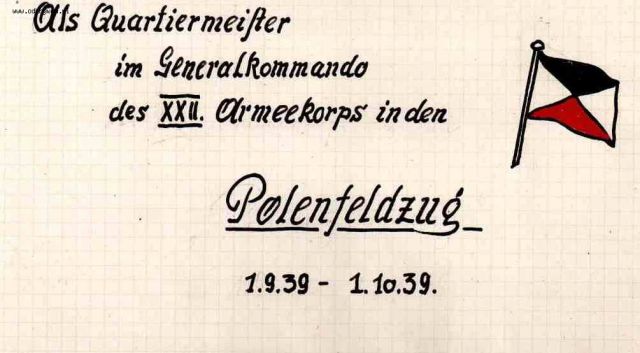 Als Quartiermeister
im Generalkommando
des XXII. Armeekorps in den
Polenfeldzug
1.9.39 - 1.10.39.